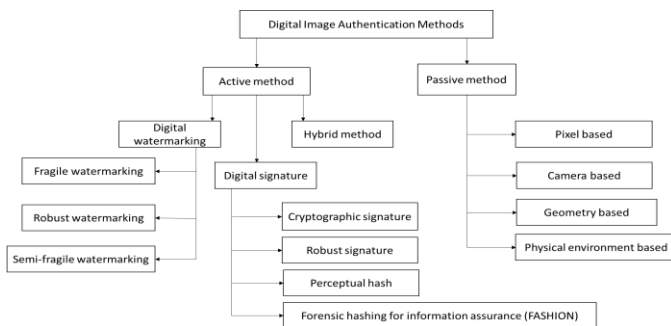 Digital Image Authentication Methods
Active method
Passive method
Digital
watermarking
Hybrid method
Pixel based
Fragile watermarking
Digital signature
Camera based
Robust watermarking
Cryptographic signature
Geometry based
Robust signature
Physical environment based
Semi-fragile watermarking
Perceptual hash
Forensic hashing for information assurance (FASHION)